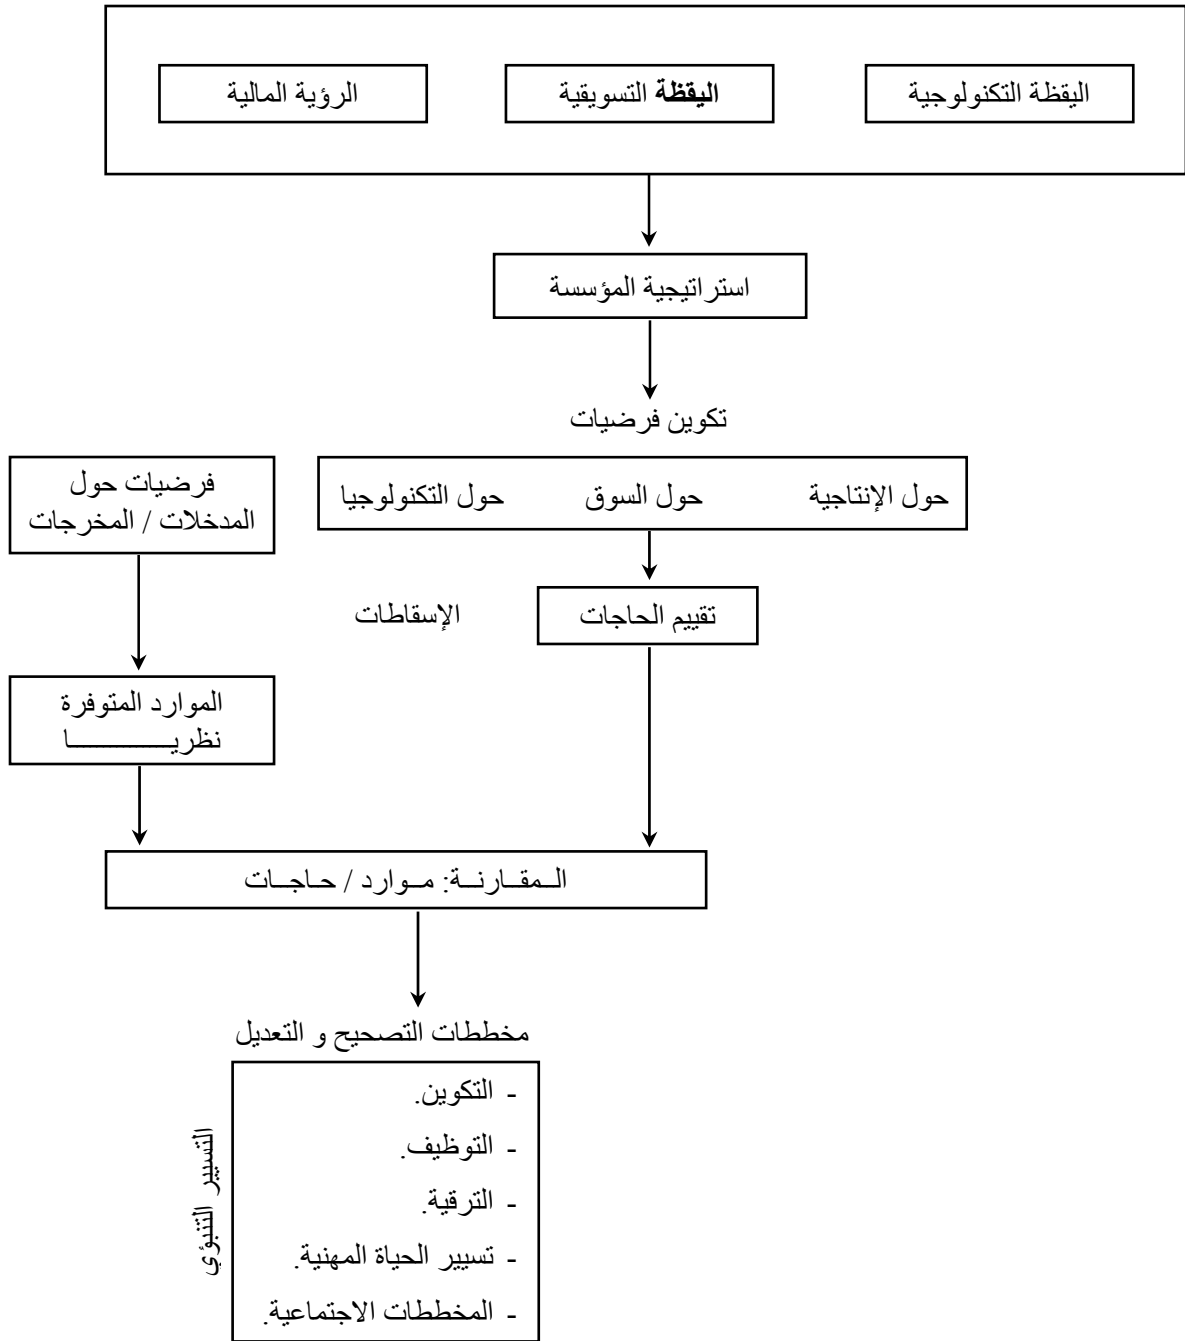 اليقظة التكنولوجية
اليقظة التسويقية
الرؤية المالية
استراتيجية المؤسسة
تكوين فرضيات
حول الإنتاجية
حول السوق
حول التكنولوجيا
فرضيات حول
المدخلات / المخرجات
تقييم الحاجات
الإسقاطات
الموارد المتوفرة
نظريــــــــــــا
الــمقــارنــة: مــوارد / حـاجــات
مخططات التصحيح و التعديل
- التكوين.
- التوظيف.
- الترقية.
- تسيير الحياة المهنية.
- المخططات الاجتماعية.
التسيير التنبؤي